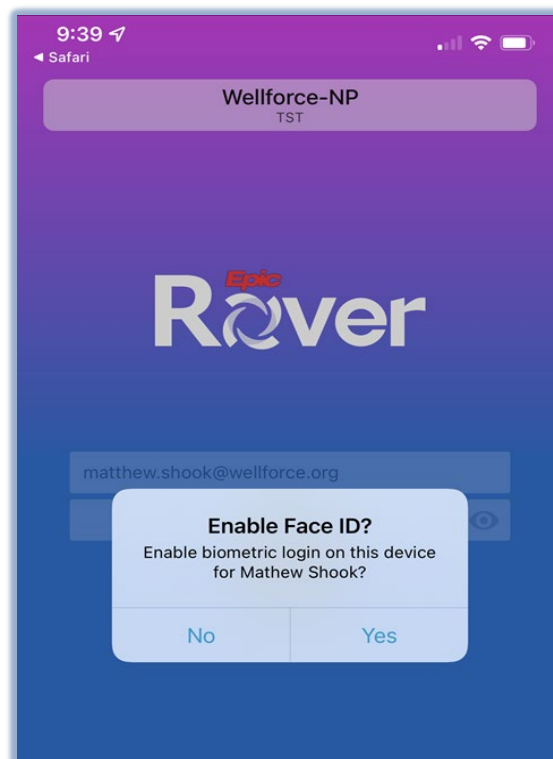 9:39
◀ Safari
Wellforce-NP
TST
Epic
Rover
matthew.shook@wellforce.org
Enable Face ID?
Enable biometric login on this device
for Mathew Shook?
No
Yes